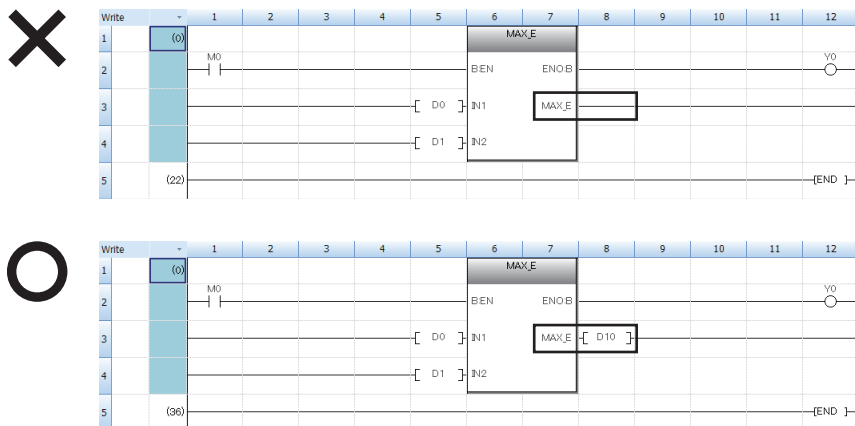 Write 1 2 3 4 5 6 7 8 9 10 11 12
1 (0) MAX_E
M0 Y0
2 B:EN ENO:B
3 [ D0 ] IN1 MAX_E
4 [ D1 ] IN2
5 (22) [END ]
Write 1 2 3 4 5 6 7 8 9 10 11 12
1 (0) MAX_E
M0 Y0
2 B:EN ENO:B
3 [ D0 ] IN1 MAX_E [ D10 ]
4 [ D1 ] IN2
5 (36) [END ]